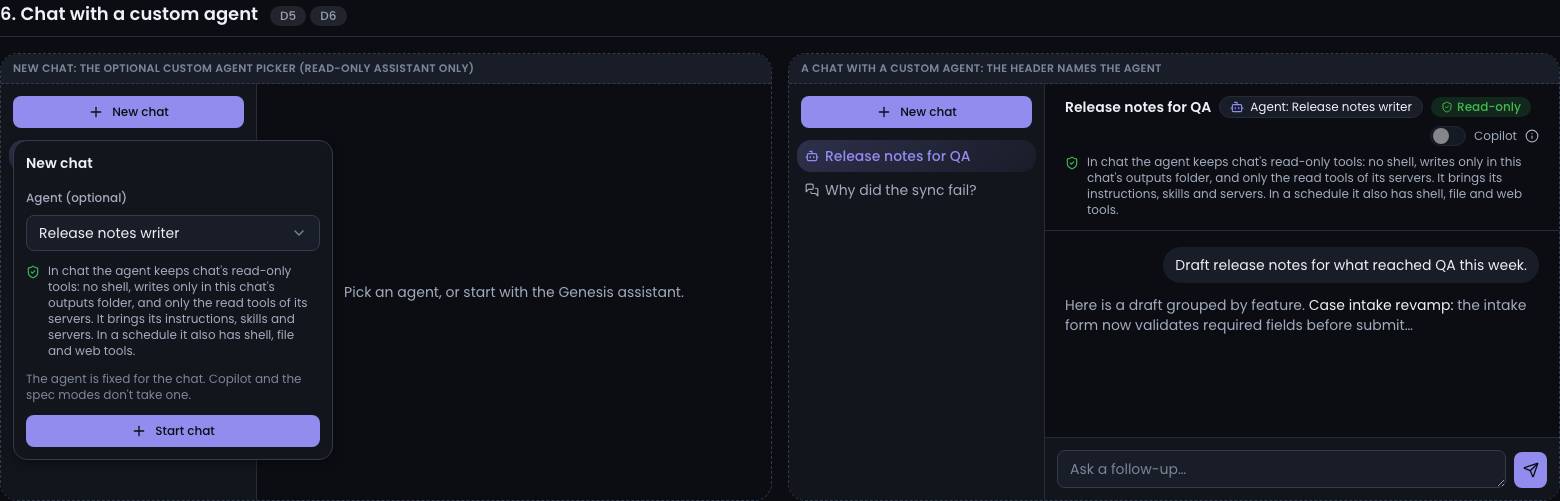 6. Chat with a custom agent D5 D6
NEW CHAT: THE OPTIONAL CUSTOM AGENT PICKER (READ-ONLY ASSISTANT ONLY)
New chat
New chat
Agent (optional)
Release notes writer
In chat the agent keeps chat's read-only
tools: no shell, writes only in this chat's
outputs folder, and only the read tools of its
servers. It brings its instructions, skills and
servers. In a schedule it also has shell, file
and web tools.
The agent is fixed for the chat. Copilot and the
spec modes don't take one.
Start chat
Pick an agent, or start with the Genesis assistant.
A CHAT WITH A CUSTOM AGENT: THE HEADER NAMES THE AGENT
New chat
Release notes for QA
Why did the sync fail?
Release notes for QA Agent: Release notes writer Read-only
Copilot
In chat the agent keeps chat's read-only tools: no shell, writes only in this
chat's outputs folder, and only the read tools of its servers. It brings its
instructions, skills and servers. In a schedule it also has shell, file and web
tools.
Draft release notes for what reached QA this week.
Here is a draft grouped by feature. Case intake revamp: the intake
form now validates required fields before submit…
Ask a follow-up…